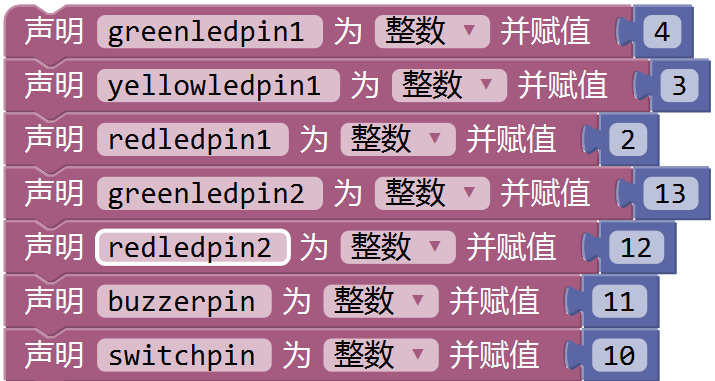 声明 greenledpin1 为 整数 并赋值 4
声明 yellowledpin1 为 整数 并赋值 3
声明 redledpin1 为 整数 并赋值 2
声明 greenledpin2 为 整数 并赋值 13
声明 redledpin2 为 整数 并赋值 12
声明 buzzerpin 为 整数 并赋值 11
声明 switchpin 为 整数 并赋值 10